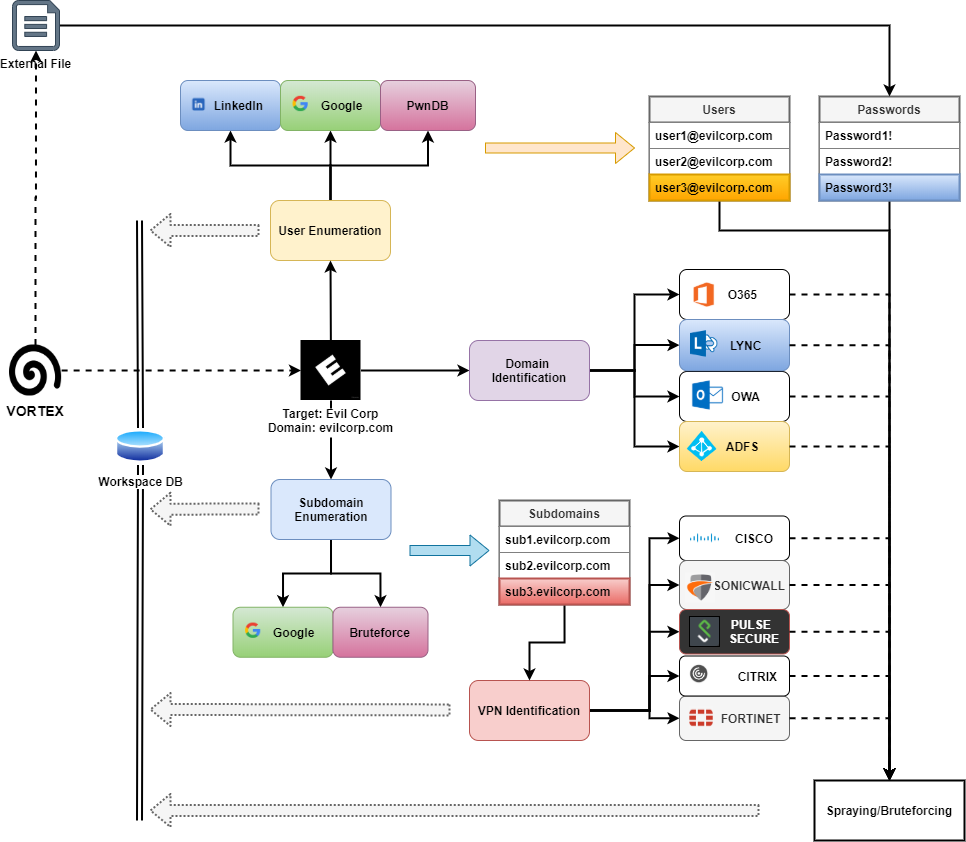 External File
LinkedIn
Google
PwnDB
Users
user1@evilcorp.com
user2@evilcorp.com
user3@evilcorp.com
Passwords
Password1!
Password2!
Password3!
User Enumeration
VORTEX
Target: Evil Corp
Domain: evilcorp.com
Domain
Identification
O365
LYNC
OWA
ADFS
Workspace DB
Subdomain
Enumeration
Google
Bruteforce
Subdomains
sub1.evilcorp.com
sub2.evilcorp.com
sub3.evilcorp.com
VPN Identification
CISCO
SONICWALL
PULSE
SECURE
CITRIX
FORTINET
Spraying/Bruteforcing